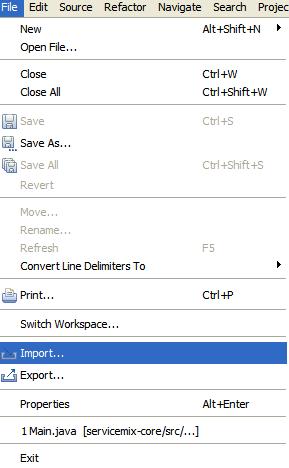 File Edit Source Refactor Navigate Search Projec
New Alt+Shift+N
Open File...
Close Ctrl+W
Close All Ctrl+Shift+W
Save Ctrl+S
Save As...
Save All Ctrl+Shift+S
Revert
Move...
Rename...
Refresh F5
Convert Line Delimiters To
Print... Ctrl+P
Switch Workspace...
Import...
Export...
Properties Alt+Enter
1 Main.java [servicemix-core/src/...]
Exit